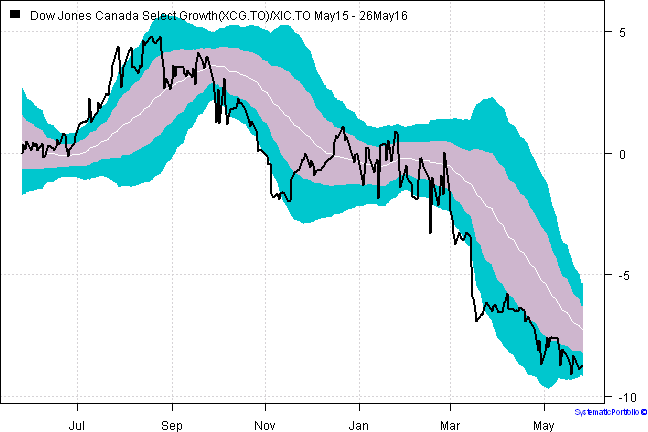 Dow Jones Canada Select Growth(XCG.TO)/XIC.TO May15 - 26May16
5
0
-5
-10
Jul Sep Nov Jan Mar May
SystematicPortfolio ©